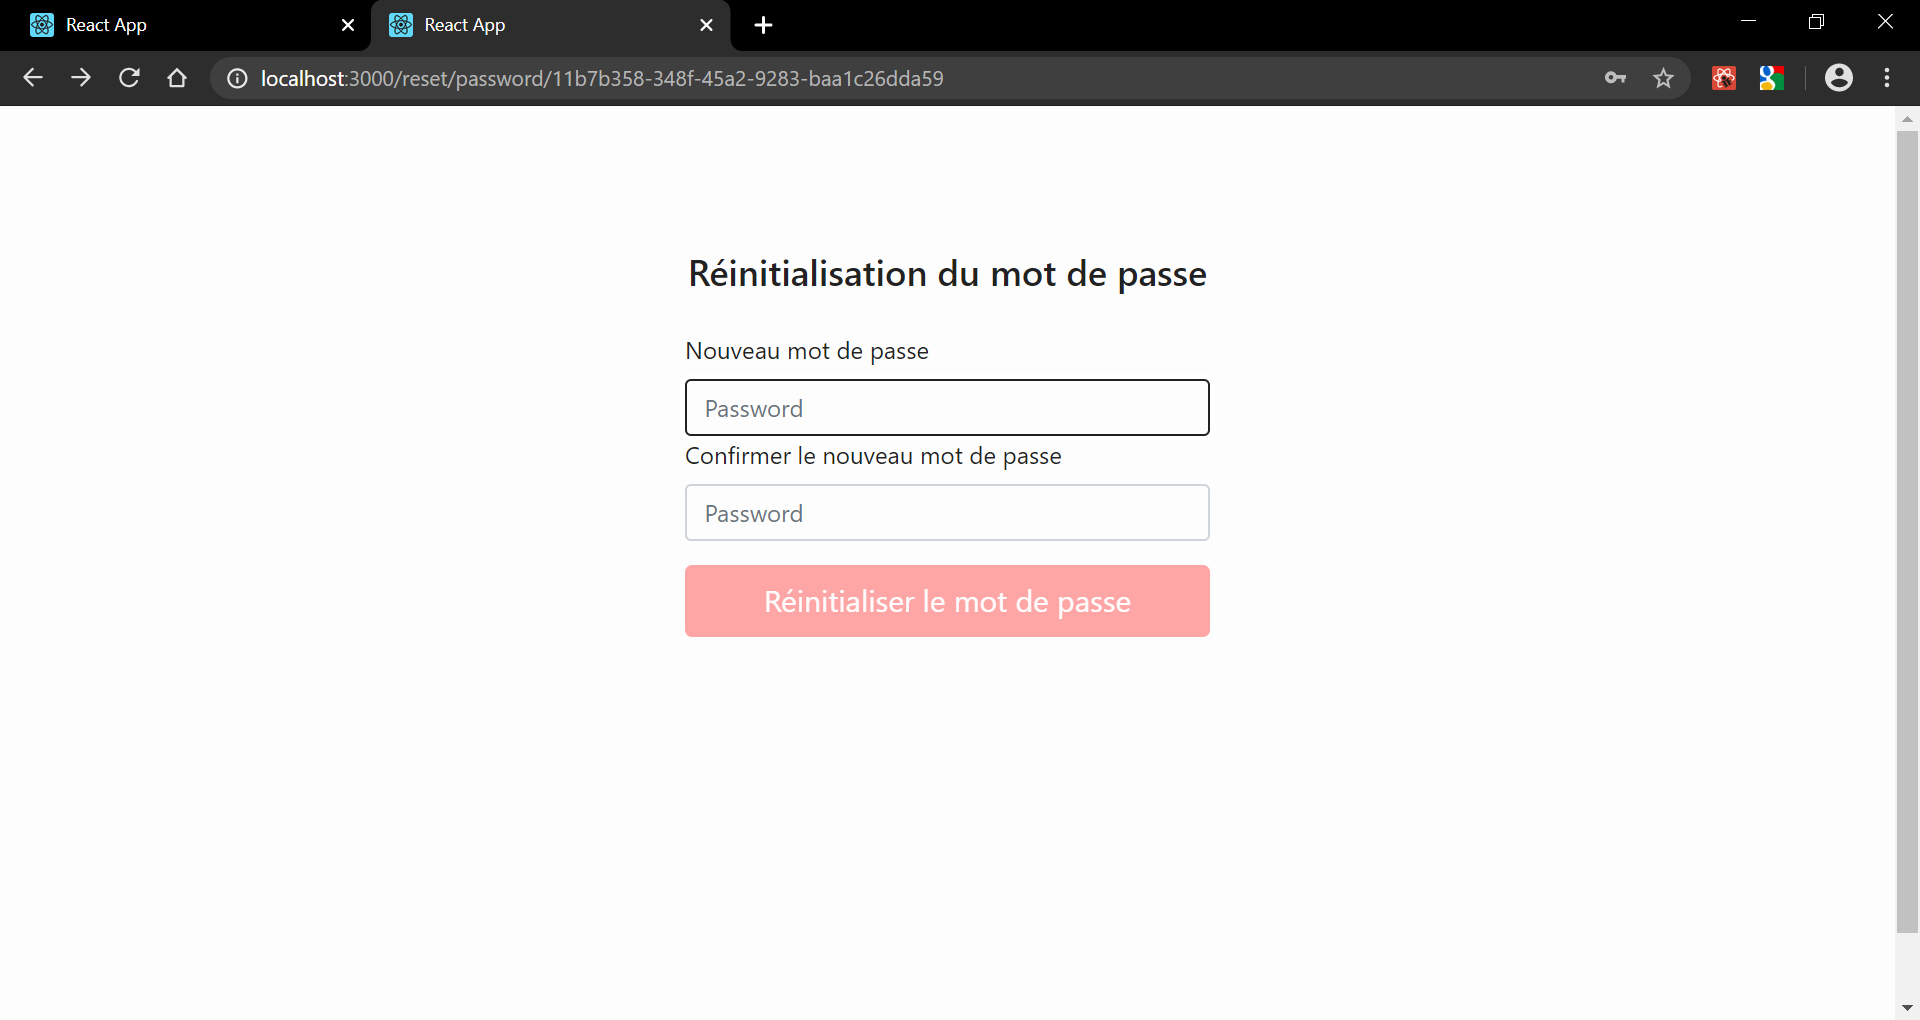 React App
React App
localhost:3000/reset/password/11b7b358-348f-45a2-9283-baa1c26dda59
Réinitialisation du mot de passe
Nouveau mot de passe
Password
Confirmer le nouveau mot de passe
Password
Réinitialiser le mot de passe